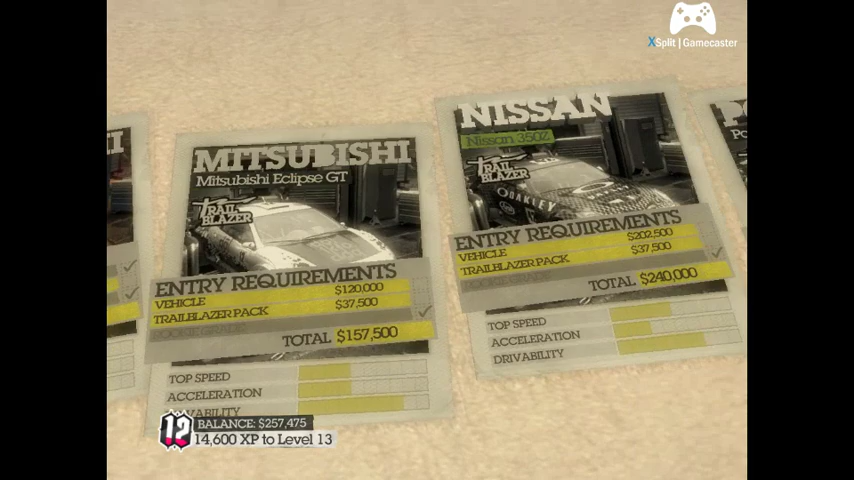 XSplit | Gamecaster
MITSUBISHI
Mitsubishi Eclipse GT
TRAIL BLAZER
ENTRY REQUIREMENTS
VEHICLE $120,000
TRAILBLAZER PACK $37,500
ROOKIE GRADE
TOTAL $157,500
TOP SPEED
ACCELERATION
NISSAN
Nissan 350Z
TRAIL BLAZER
OAKLEY
ENTRY REQUIREMENTS
VEHICLE $202,500
TRAILBLAZER PACK $37,500
ROOKIE GRADE
TOTAL $240,000
TOP SPEED
ACCELERATION
DRIVABILITY
12
BALANCE: $257,475
14,600 XP to Level 13